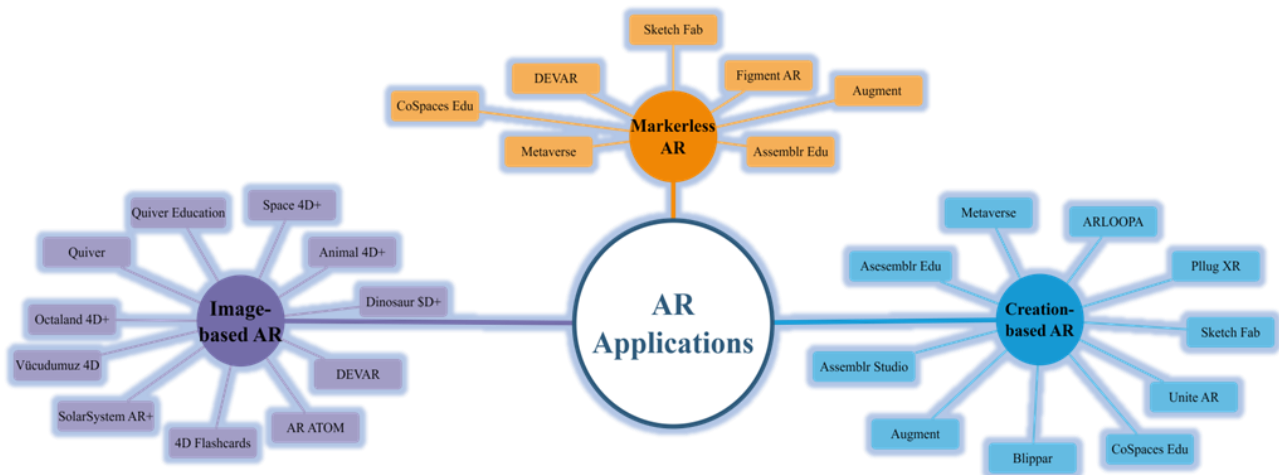 Sketch Fab
DEVAR
Figment AR
Augment
CoSpaces Edu
Markerless
AR
Metaverse
Assemblr Edu
Quiver Education
Space 4D+
Quiver
Animal 4D+
Dinosaur $D+
Image-
based AR
Octaland 4D+
Vücudumuz 4D
DEVAR
SolarSystem AR+
4D Flashcards
AR ATOM
AR
Applications
Metaverse
ARLOOPA
Asesemblr Edu
Pllug XR
Creation-
based AR
Sketch Fab
Assemblr Studio
Unite AR
Augment
Blippar
CoSpaces Edu